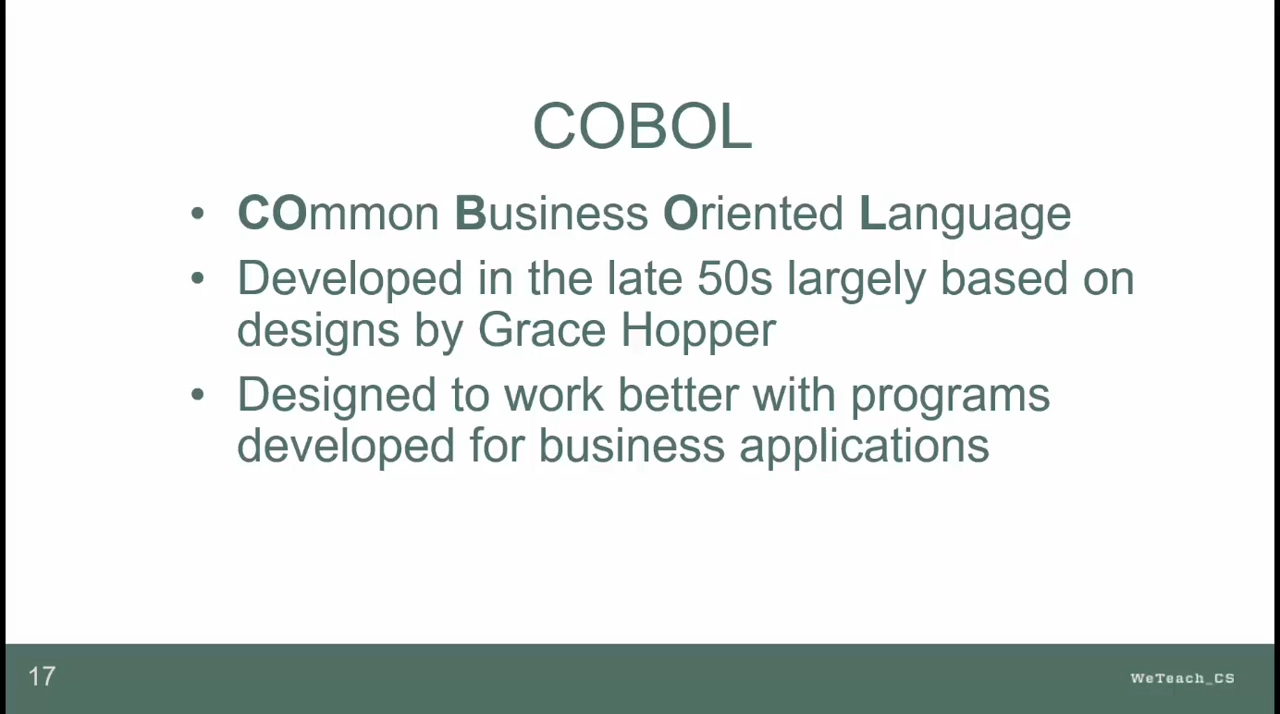 COBOL
• COmmon Business Oriented Language
• Developed in the late 50s largely based on
designs by Grace Hopper
• Designed to work better with programs
developed for business applications
17
WeTeach_CS